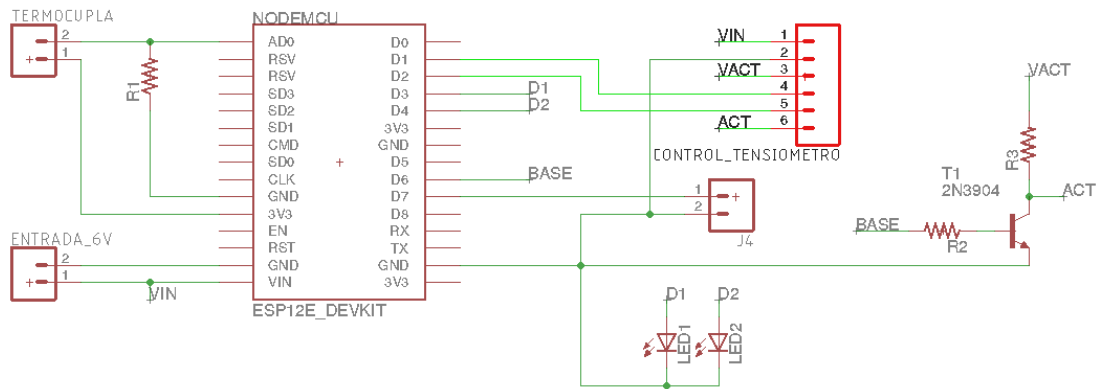 TERMOCUPLA
2
1
R1
NODEMCU
AD0
RSV
RSV
SD3
SD2
SD1
CMD
SD0
CLK
GND
3V3
EN
RST
GND
VIN
D0
D1
D2
D3
D4
3V3
GND
D5
D6
D7
D8
RX
TX
GND
3V3
ESP12E_DEVKIT
ENTRADA_6V
2
1
VIN
D1
D2
BASE
VIN 1
2
VACT 3
4
5
ACT 6
CONTROL_TENSIOMETRO
1
2
J4
VACT
R3
T1
2N3904
ACT
BASE
R2
D1
D2
LED1
LED2